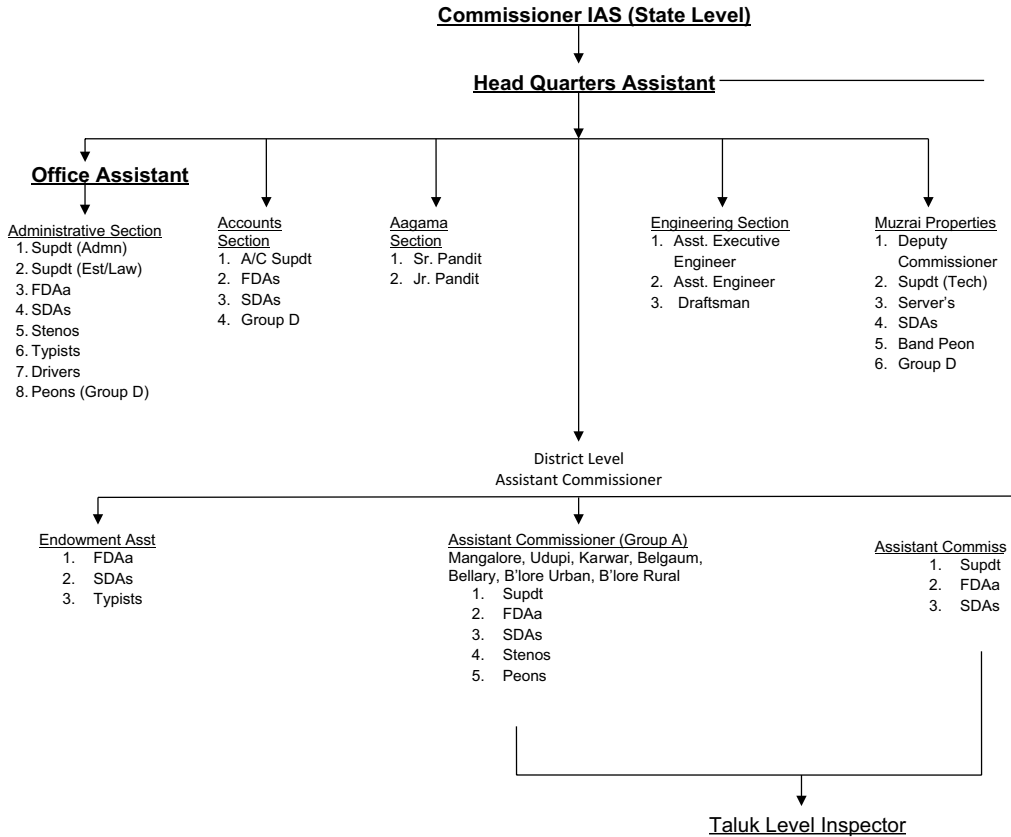 Commissioner IAS (State Level)
Head Quarters Assistant
Office Assistant
Administrative Section
1. Supdt (Admn)
2. Supdt (Est/Law)
3. FDAa
4. SDAs
5. Stenos
6. Typists
7. Drivers
8. Peons (Group D)
Accounts
Section
1. A/C Supdt
2. FDAs
3. SDAs
4. Group D
Aagama
Section
1. Sr. Pandit
2. Jr. Pandit
Engineering Section
1. Asst. Executive
Engineer
2. Asst. Engineer
3. Draftsman
Muzrai Properties
1. Deputy
Commissioner
2. Supdt (Tech)
3. Server's
4. SDAs
5. Band Peon
6. Group D
District Level
Assistant Commissioner
Endowment Asst
1. FDAa
2. SDAs
3. Typists
Assistant Commissioner (Group A)
Mangalore, Udupi, Karwar, Belgaum,
Bellary, B'lore Urban, B'lore Rural
1. Supdt
2. FDAa
3. SDAs
4. Stenos
5. Peons
Assistant Commiss
1. Supdt
2. FDAa
3. SDAs
Taluk Level Inspector